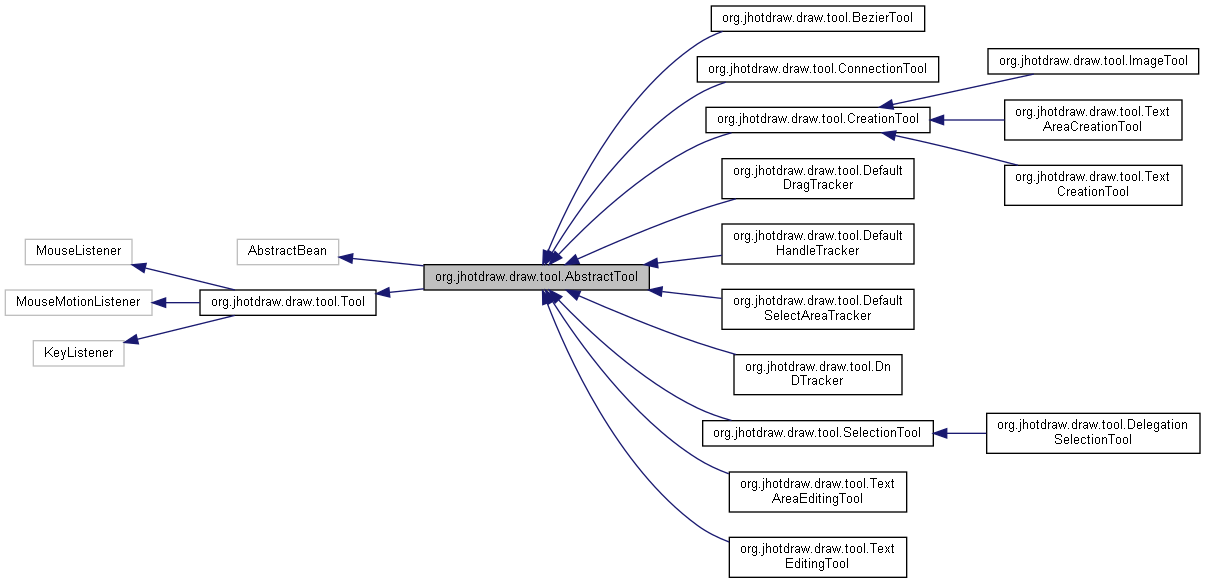 org.jhotdraw.draw.tool.BezierTool
org.jhotdraw.draw.tool.ConnectionTool
org.jhotdraw.draw.tool.ImageTool
org.jhotdraw.draw.tool.CreationTool
org.jhotdraw.draw.tool.Text
AreaCreationTool
org.jhotdraw.draw.tool.Text
CreationTool
org.jhotdraw.draw.tool.Default
DragTracker
org.jhotdraw.draw.tool.Default
HandleTracker
MouseListener
AbstractBean
org.jhotdraw.draw.tool.AbstractTool
MouseMotionListener
org.jhotdraw.draw.tool.Tool
org.jhotdraw.draw.tool.Default
SelectAreaTracker
KeyListener
org.jhotdraw.draw.tool.Dn
DTracker
org.jhotdraw.draw.tool.SelectionTool
org.jhotdraw.draw.tool.Delegation
SelectionTool
org.jhotdraw.draw.tool.Text
AreaEditingTool
org.jhotdraw.draw.tool.Text
EditingTool